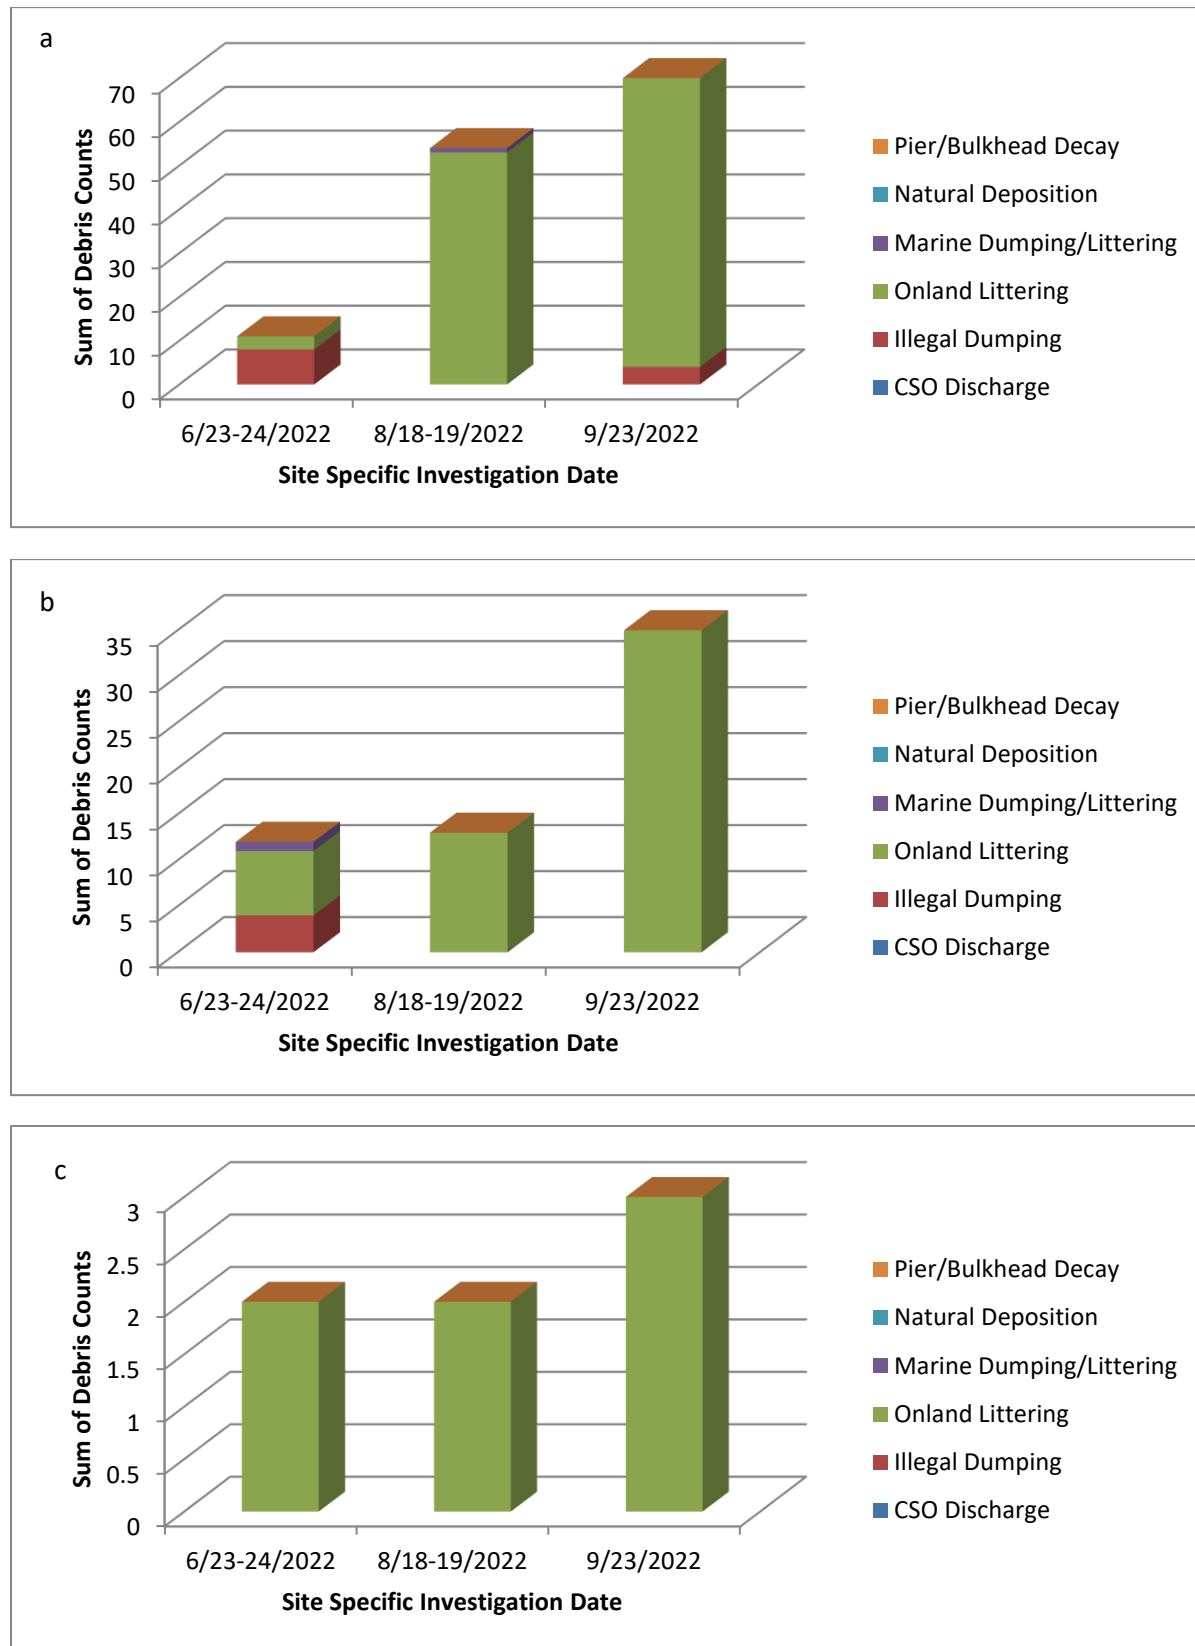 a
70
60
50
40
30
20
10
0
Sum of Debris Counts
6/23-24/2022 8/18-19/2022 9/23/2022
Site Specific Investigation Date
Pier/Bulkhead Decay
Natural Deposition
Marine Dumping/Littering
Onland Littering
Illegal Dumping
CSO Discharge
b
35
30
25
20
15
10
5
0
Sum of Debris Counts
6/23-24/2022 8/18-19/2022 9/23/2022
Site Specific Investigation Date
Pier/Bulkhead Decay
Natural Deposition
Marine Dumping/Littering
Onland Littering
Illegal Dumping
CSO Discharge
c
3
2.5
2
1.5
1
0.5
0
Sum of Debris Counts
6/23-24/2022 8/18-19/2022 9/23/2022
Site Specific Investigation Date
Pier/Bulkhead Decay
Natural Deposition
Marine Dumping/Littering
Onland Littering
Illegal Dumping
CSO Discharge